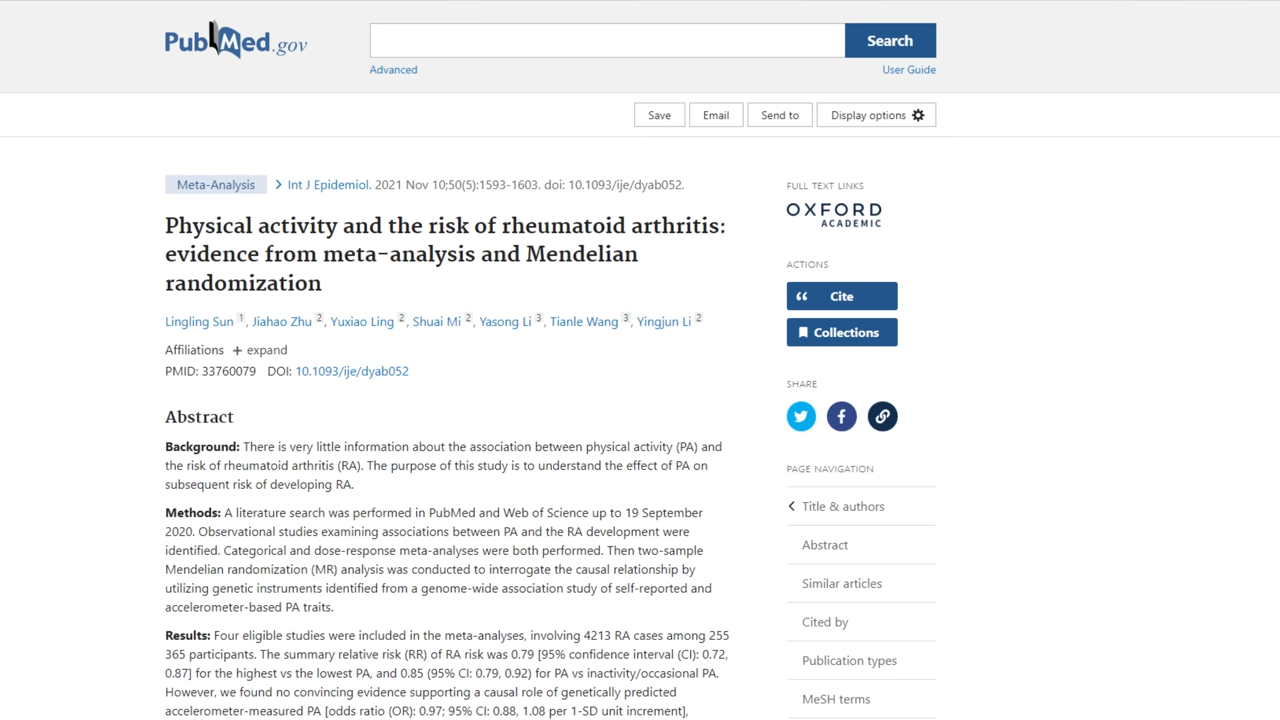 PubMed.gov
Search
Advanced
User Guide
Save
Email
Send to
Display options
Meta-Analysis
Int J Epidemiol. 2021 Nov 10;50(5):1593-1603. doi: 10.1093/ije/dyab052.
Physical activity and the risk of rheumatoid arthritis:
evidence from meta-analysis and Mendelian
randomization
Lingling Sun 1, Jiahao Zhu 2, Yuxiao Ling 2, Shuai Mi 2, Yasong Li 3, Tianle Wang 3, Yingjun Li 2
Affiliations + expand
PMID: 33760079 DOI: 10.1093/ije/dyab052
Abstract
Background: There is very little information about the association between physical activity (PA) and
the risk of rheumatoid arthritis (RA). The purpose of this study is to understand the effect of PA on
subsequent risk of developing RA.
Methods: A literature search was performed in PubMed and Web of Science up to 19 September
2020. Observational studies examining associations between PA and the RA development were
identified. Categorical and dose-response meta-analyses were both performed. Then two-sample
Mendelian randomization (MR) analysis was conducted to interrogate the causal relationship by
utilizing genetic instruments identified from a genome-wide association study of self-reported and
accelerometer-based PA traits.
Results: Four eligible studies were included in the meta-analyses, involving 4213 RA cases among 255
365 participants. The summary relative risk (RR) of RA risk was 0.79 [95% confidence interval (CI): 0.72,
0.87] for the highest vs the lowest PA, and 0.85 (95% CI: 0.79, 0.92) for PA vs inactivity/occasional PA.
However, we found no convincing evidence supporting a causal role of genetically predicted
accelerometer-measured PA [odds ratio (OR): 0.97; 95% CI: 0.88, 1.08 per 1-SD unit increment],
FULL TEXT LINKS
OXFORD
ACADEMIC
ACTIONS
Cite
Collections
SHARE
PAGE NAVIGATION
Title & authors
Abstract
Similar articles
Cited by
Publication types
MeSH terms